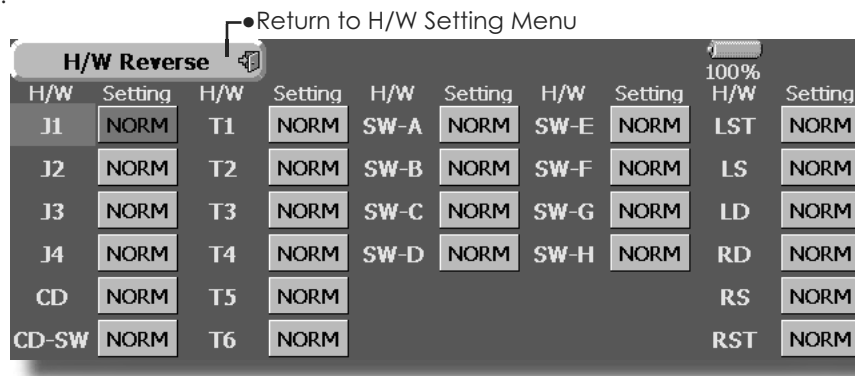 ●Return to H/W Setting Menu
H/W Reverse
100%
H/W Setting H/W Setting H/W Setting H/W Setting H/W Setting
J1 NORM T1 NORM SW-A NORM SW-E NORM LST NORM
J2 NORM T2 NORM SW-B NORM SW-F NORM LS NORM
J3 NORM T3 NORM SW-C NORM SW-G NORM LD NORM
J4 NORM T4 NORM SW-D NORM SW-H NORM RD NORM
CD NORM T5 NORM RS NORM
CD-SW NORM T6 NORM RST NORM